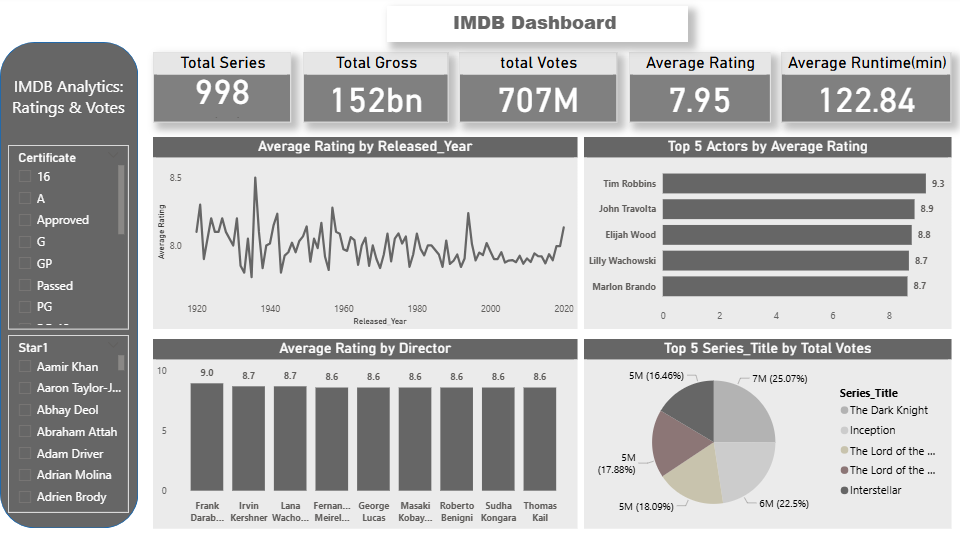 IMDB Dashboard
IMDB Analytics:
Ratings & Votes
Total Series
998
Total Gross
152bn
total Votes
707M
Average Rating
7.95
Average Runtime(min)
122.84
Certificate
16
A
Approved
G
GP
Passed
PG
Star1
Aamir Khan
Aaron Taylor-J...
Abhay Deol
Abraham Attah
Adam Driver
Adrian Molina
Adrien Brody
Average Rating by Released_Year
Average Rating
8.5
8.0
1920
1940
1960
1980
2000
2020
Released_Year
Top 5 Actors by Average Rating
Tim Robbins
9.3
John Travolta
8.9
Elijah Wood
8.8
Lilly Wachowski
8.7
Marlon Brando
8.7
0
2
4
6
8
Average Rating by Director
10
5
0
9.0
8.7
8.7
8.6
8.6
8.6
8.6
8.6
8.6
Frank
Darab...
Irvin
Kershner
Lana
Wacho...
Fernan...
Meirel...
George
Lucas
Masaki
Kobay...
Roberto
Benigni
Sudha
Kongara
Thomas
Kail
Top 5 Series_Title by Total Votes
5M (16.46%)
7M (25.07%)
5M
(17.88%)
5M (18.09%)
6M (22.5%)
Series_Title
The Dark Knight
Inception
The Lord of the ...
The Lord of the ...
Interstellar